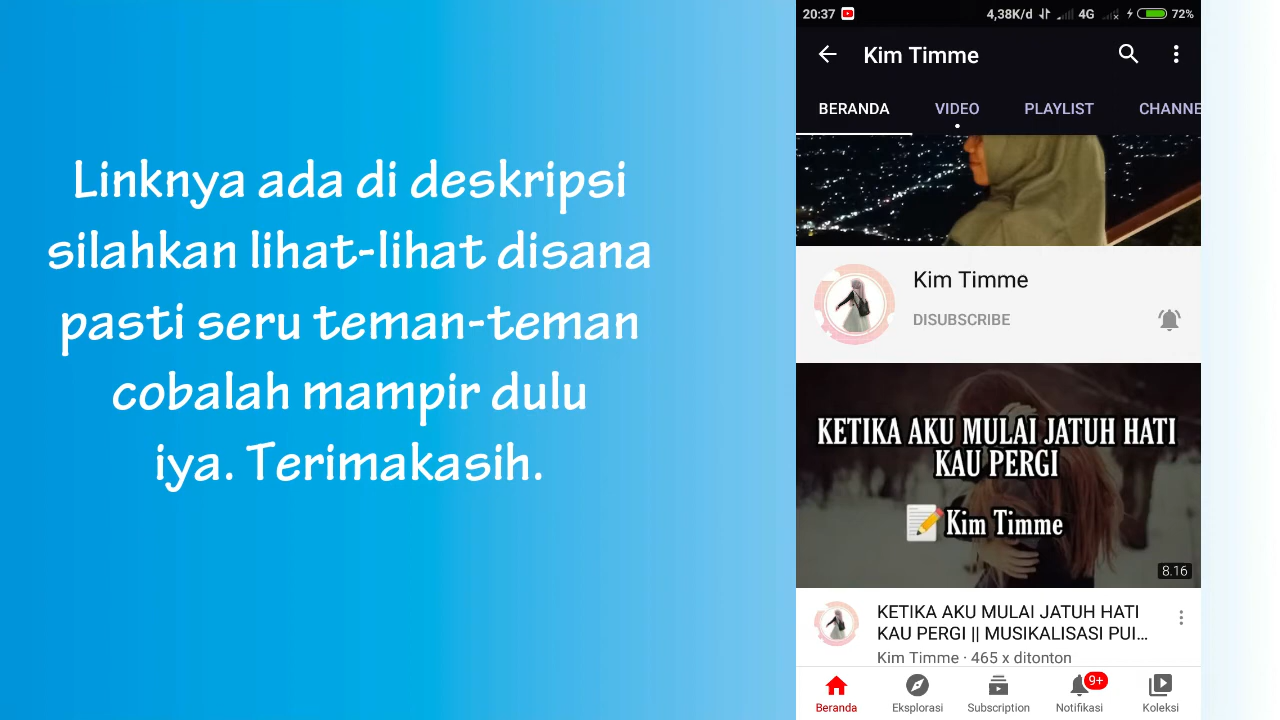 Linknya ada di deskripsi
silahkan lihat-lihat disana
pasti seru teman-teman
cobalah mampir dulu
iya. Terimakasih.
20:37
4,38K/d 4G 72%
Kim Timme
BERANDA VIDEO PLAYLIST CHANNE
Kim Timme
DISUBSCRIBE
KETIKA AKU MULAI JATUH HATI
KAU PERGI
Kim Timme
8.16
KETIKA AKU MULAI JATUH HATI
KAU PERGI || MUSIKALISASI PUI...
Kim Timme · 465 x ditonton
9+
Beranda Eksplorasi Subscription Notifikasi Koleksi